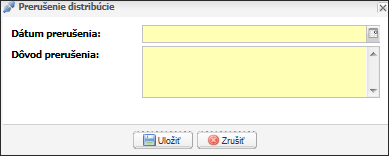 Prerušenie distribúcie
Dátum prerušenia:
Dôvod prerušenia:
Uložiť Zrušiť